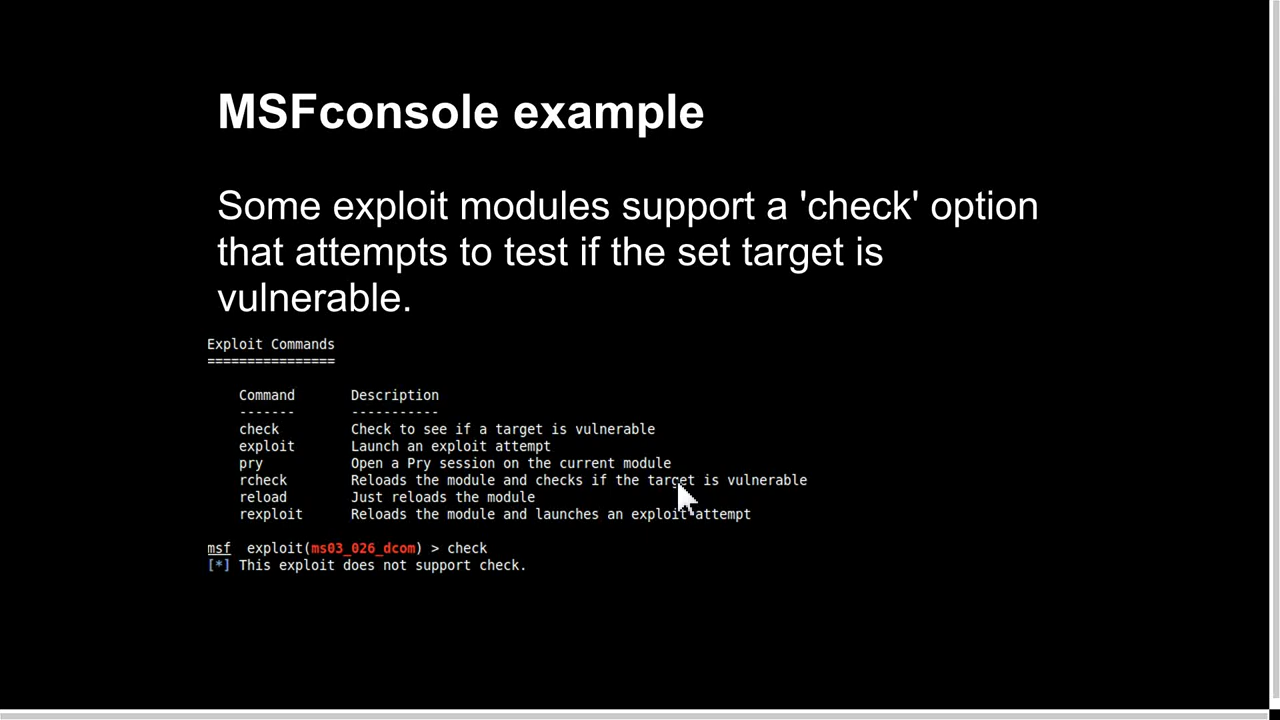 MSFconsole example
Some exploit modules support a 'check' option
that attempts to test if the set target is
vulnerable.
Exploit Commands
================
Command Description
------- -----------
check Check to see if a target is vulnerable
exploit Launch an exploit attempt
pry Open a Pry session on the current module
rcheck Reloads the module and checks if the target is vulnerable
reload Just reloads the module
rexploit Reloads the module and launches an exploit attempt
msf exploit(ms03_026_dcom) > check
[*] This exploit does not support check.